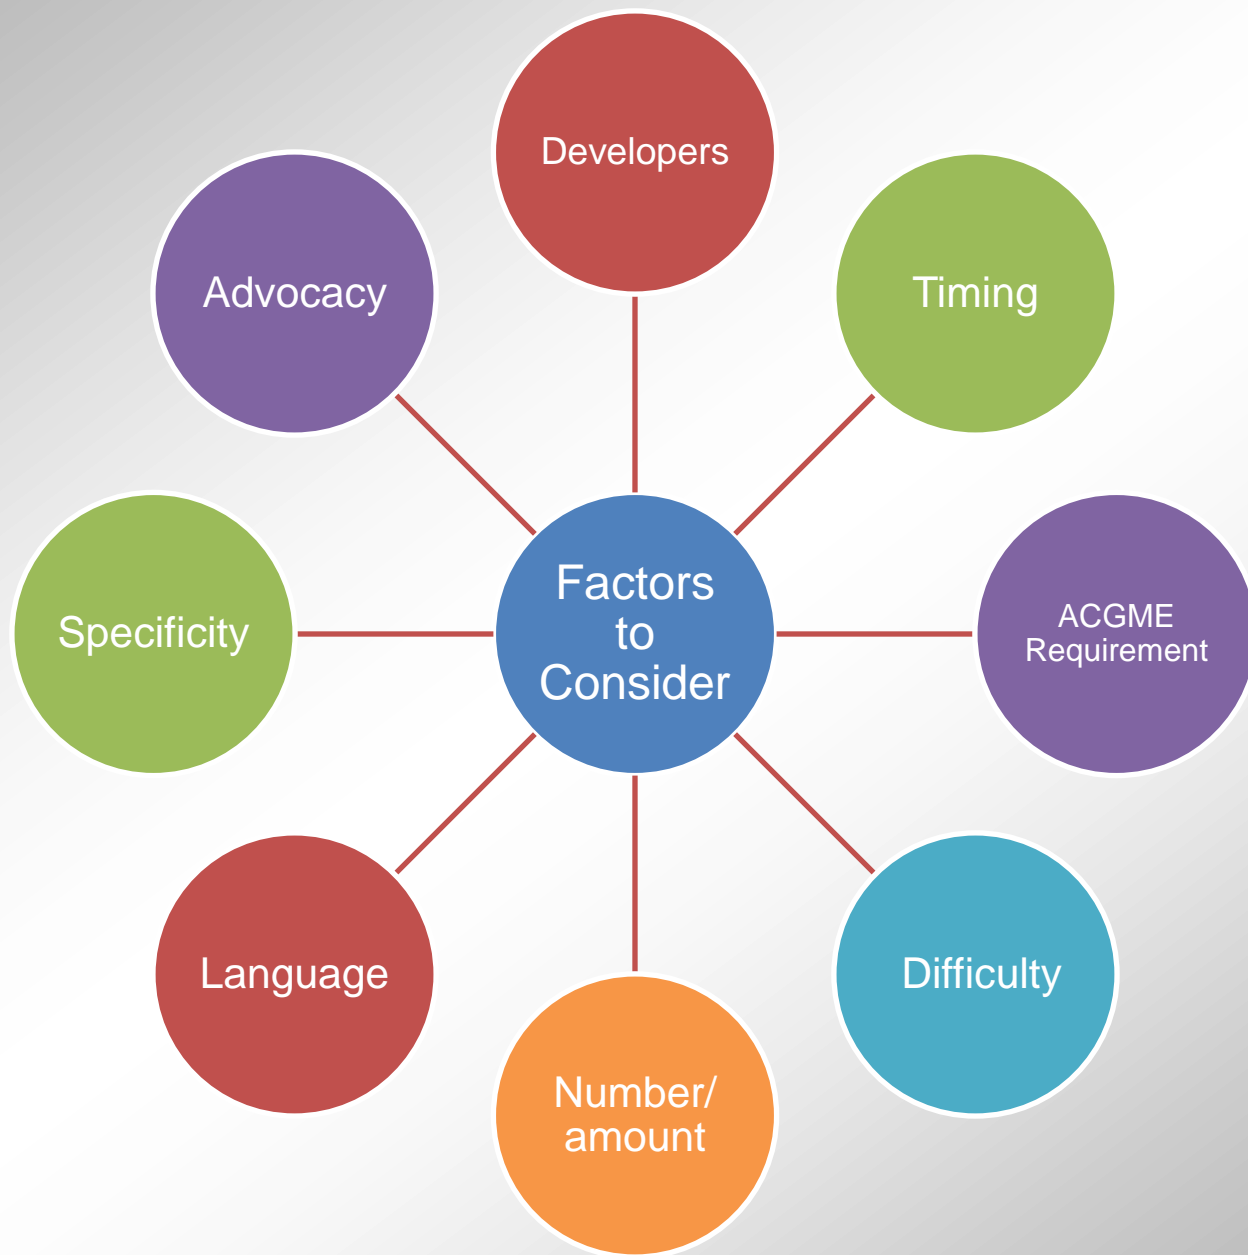 Developers
Advocacy
Timing
Factors
to
Consider
Specificity
ACGME
Requirement
Language
Difficulty
Number/
amount